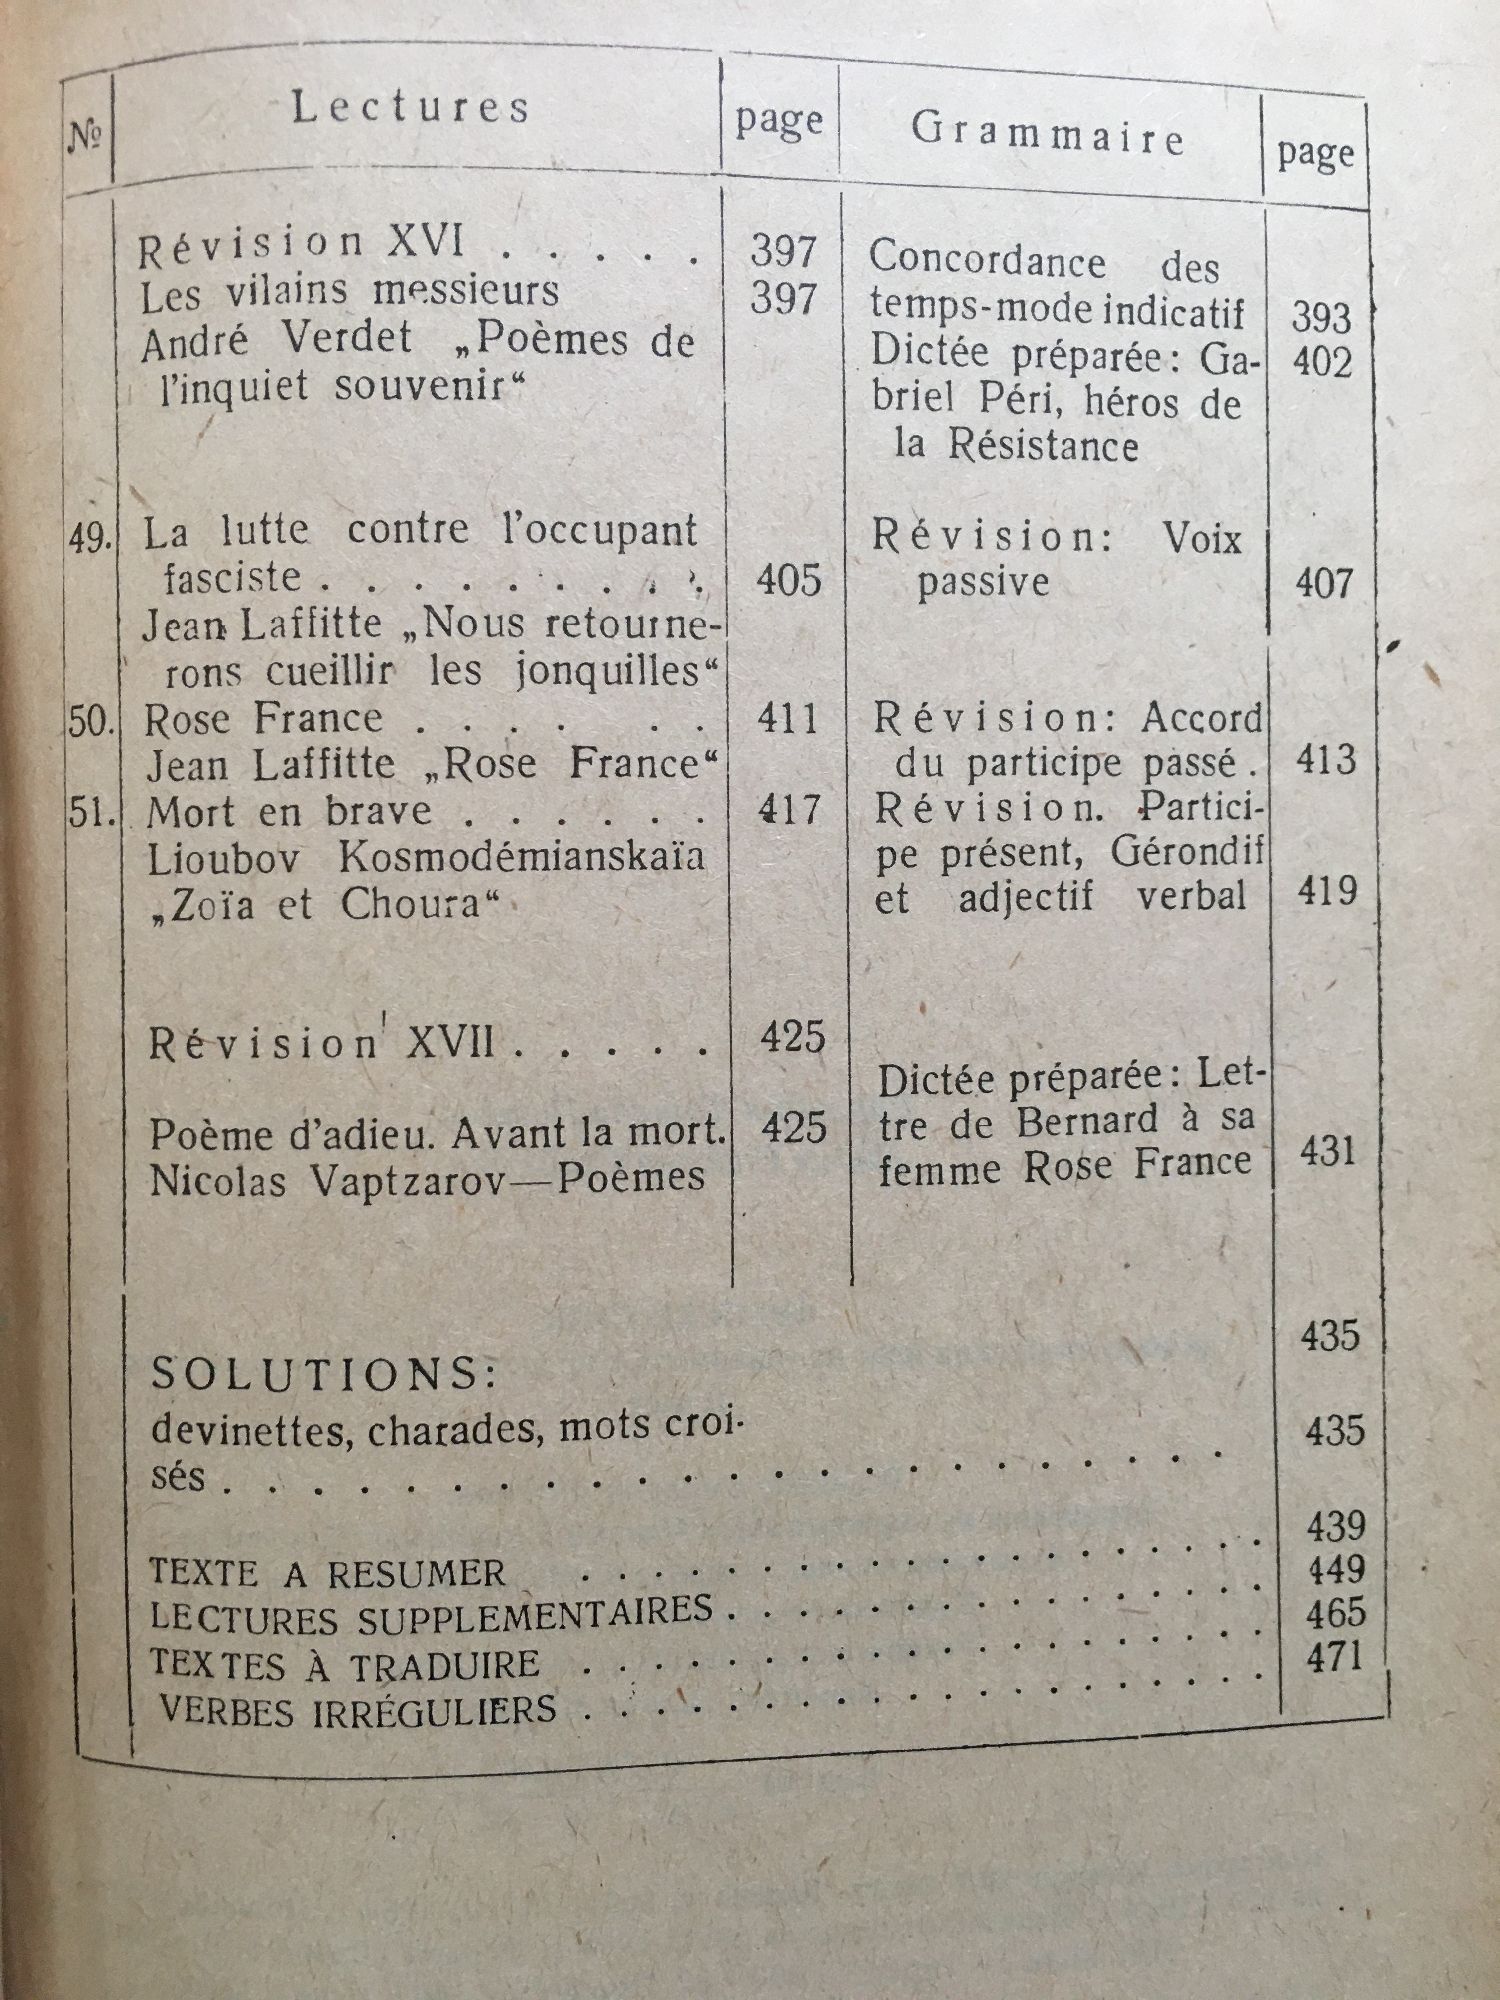 № Lectures page Grammaire page
Révision XVI . . . . . 397 Concordance des
Les vilains messieurs 397 temps-mode indicatif 393
André Verdet „Poèmes de Dictée préparée: Ga- 402
l'inquiet souvenir“ briel Péri, héros de
la Résistance
49. La lutte contre l'occupant Révision: Voix
fasciste . . . . . . . . . 405 passive 407
Jean Laffitte „Nous retourne-
rons cueillir les jonquilles“
50. Rose France . . . . . . 411 Révision: Accord
Jean Laffitte „Rose France“ du participe passé . 413
51. Mort en brave . . . . . . 417 Révision. Partici-
Lioubov Kosmodémianskaïa pe présent, Gérondif
„Zoïa et Choura“ et adjectif verbal 419
Révision XVII . . . . . 425
Dictée préparée: Let-
Poème d'adieu. Avant la mort. 425 tre de Bernard à sa
Nicolas Vaptzarov—Poèmes femme Rose France 431
435
SOLUTIONS:
devinettes, charades, mots croi- 435
sés . . . . . . . . . . . . . . . . . . . . . .
439
TEXTE A RESUMER . . . . . . . . . . . . . . 449
LECTURES SUPPLEMENTAIRES . . . . . . . . . . . . 465
TEXTES À TRADUIRE . . . . . . . . . . . . . . 471
VERBES IRRÉGULIERS . . . . . . . . . . . . . .